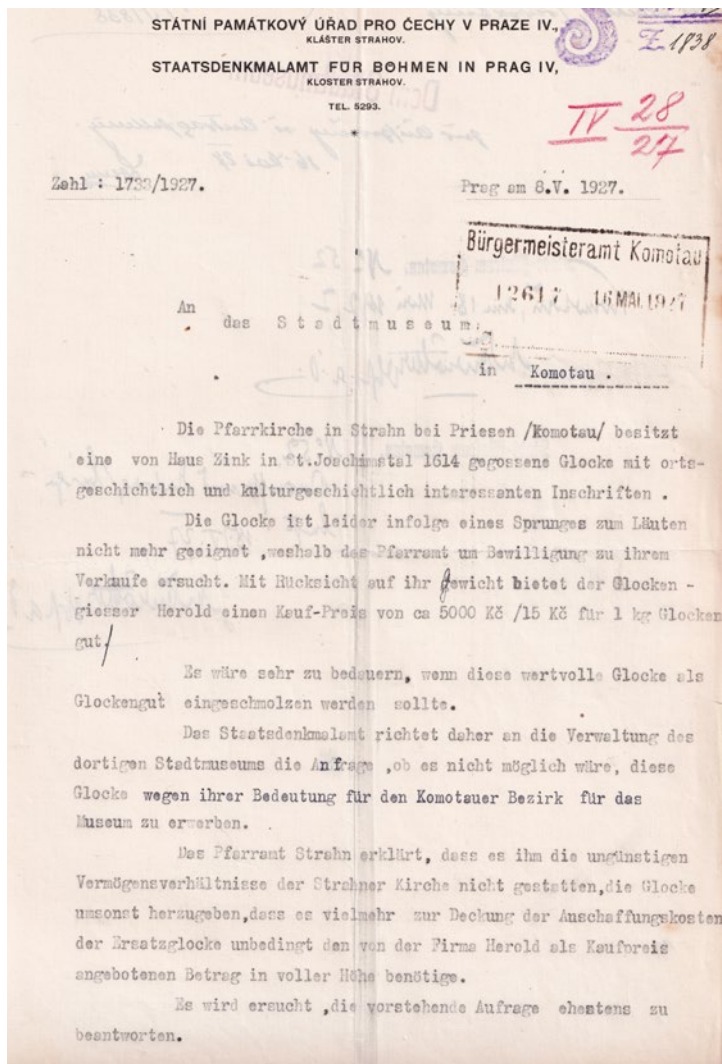 STÁTNÍ PAMÁTKOVÝ ÚŘAD PRO ČECHY V PRAZE IV.,
KLÁŠTER STRAHOV.
STAATSDENKMALAMT FÜR BÖHMEN IN PRAG IV,
KLOSTER STRAHOV.
TEL. 5293.
Z 1838
IV 28
27
Zahl : 1733/1927.
Prag am 8.V. 1927.
Bürgermeisteramt Komotau
12617 16 MAI 1927
An
das Stadtmuseum
in Komotau .
Die Pfarrkirche in Strahn bei Priesen /Komotau/ besitzt
eine von Haus Zink in St.Joachimstal 1614 gegossene Glocke mit orts-
geschichtlich und kulturgeschichtlich interessanten Inschriften .
Die Glocke ist leider infolge eines Sprunges zum Läuten
nicht mehr geeignet ,weshalb das Pfarramt um Bewilligung zu ihrem
Verkaufe ersucht. Mit Rücksicht auf ihr Gewicht bietet der Glocken -
giesser Herold einen Kauf-Preis von ca 5000 Kč /15 Kč für 1 kg Glocken
gut/
Es wäre sehr zu bedauern, wenn diese wertvolle Glocke als
Glockengut eingeschmolzen werden sollte.
Das Staatsdenkmalamt richtet daher an die Verwaltung des
dortigen Stadtmuseums die Anfrage ,ob es nicht möglich wäre, diese
Glocke wegen ihrer Bedeutung für den Komotauer Bezirk für das
Museum zu erwerben.
Das Pfarramt Strahn erklärt, dass es ihm die ungünstigen
Vermögensverhältnisse der Strahner Kirche nicht gestatten,die Glocke
umsonst herzugeben,dass es vielmehr zur Deckung der Anschaffungskosten
der Ersatzglocke unbedingt den von der Firma Herold als Kaufpreis
angebotenen Betrag in voller Höhe benötige.
Es wird ersucht ,die vorstehende Aufrage ehestens zu
beantworten.